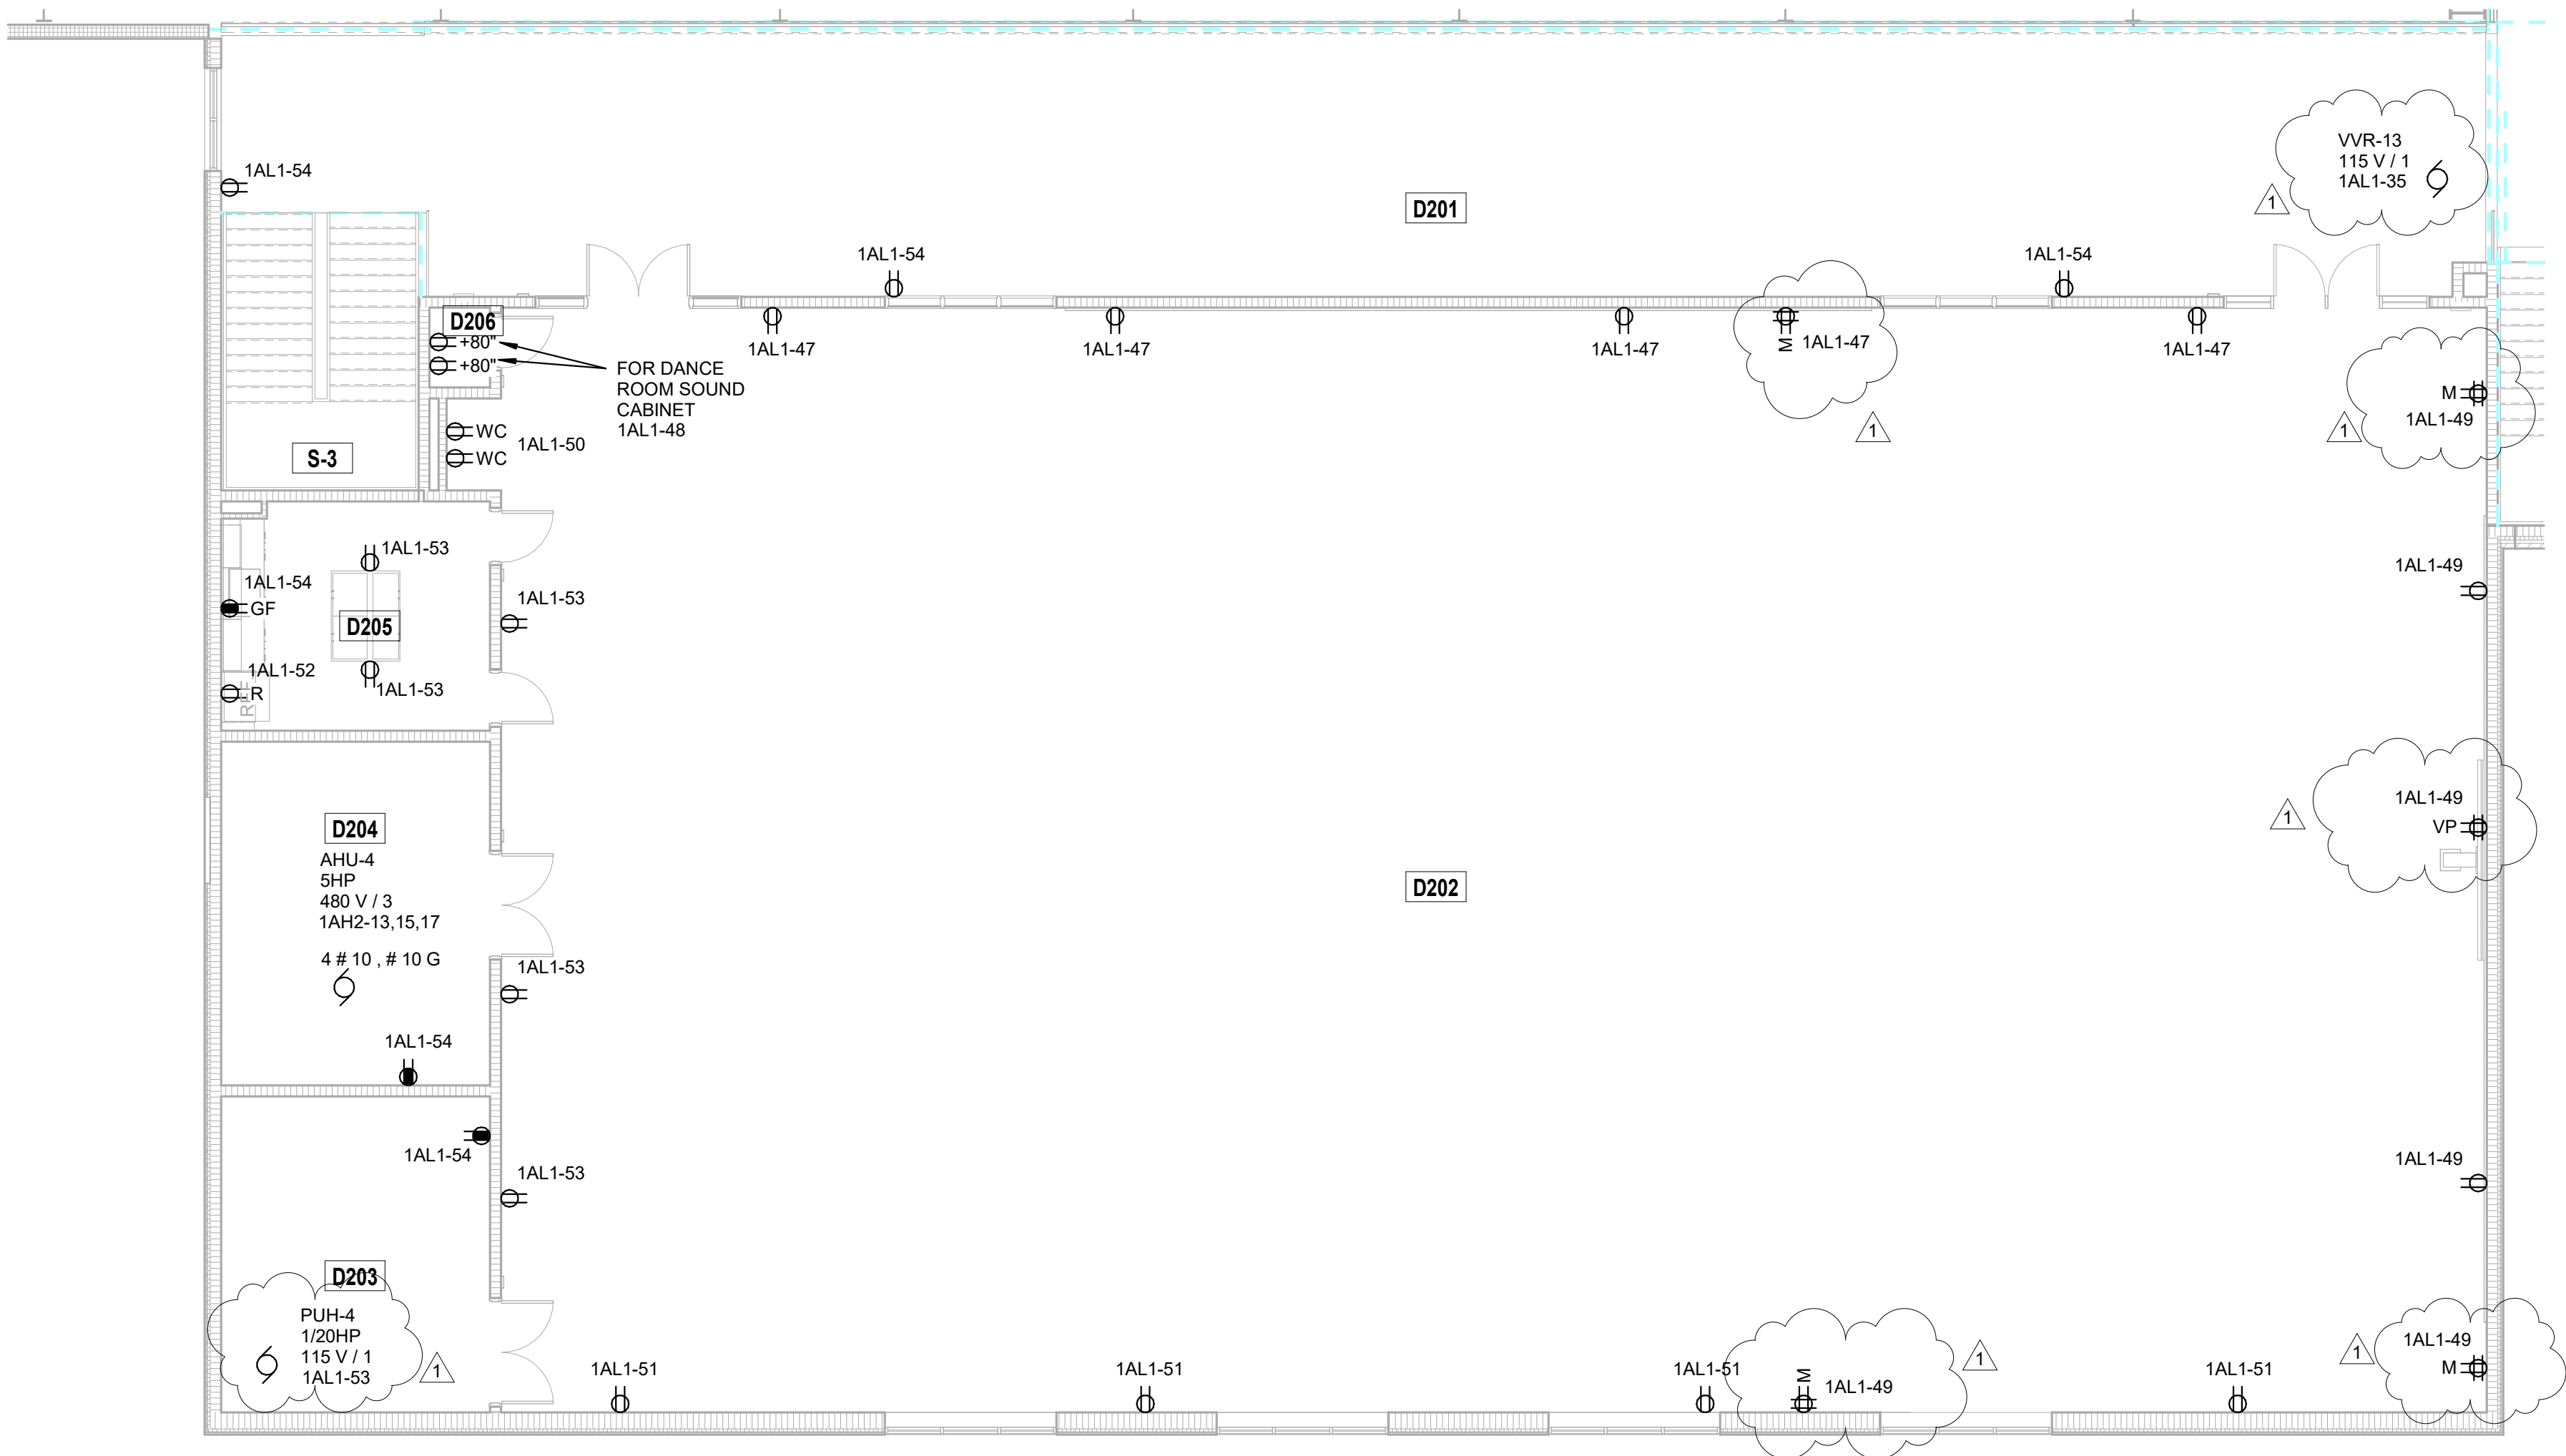 VVR-13
115 V / 1
1AL1-35
1
1AL1-54
D201
1AL1-54
1AL1-54
D206
+80"
+80"
FOR DANCE
ROOM SOUND
CABINET
1AL1-48
1AL1-47
1AL1-47
1AL1-47
M
1AL1-47
1
1AL1-47
M
1AL1-49
1
WC
WC
1AL1-50
S-3
1AL1-53
1AL1-54
GF
D205
1AL1-53
1AL1-52
R
REF
1AL1-53
1AL1-49
D204
AHU-4
5HP
480 V / 3
1AH2-13,15,17
4 # 10 , # 10 G
1AL1-49
VP
1
D202
1AL1-53
1AL1-54
1AL1-54
1AL1-53
1AL1-49
D203
PUH-4
1/20HP
115 V / 1
1AL1-53
1
1AL1-51
1AL1-51
1AL1-51
M
1AL1-49
1
1AL1-51
1AL1-49
M
1